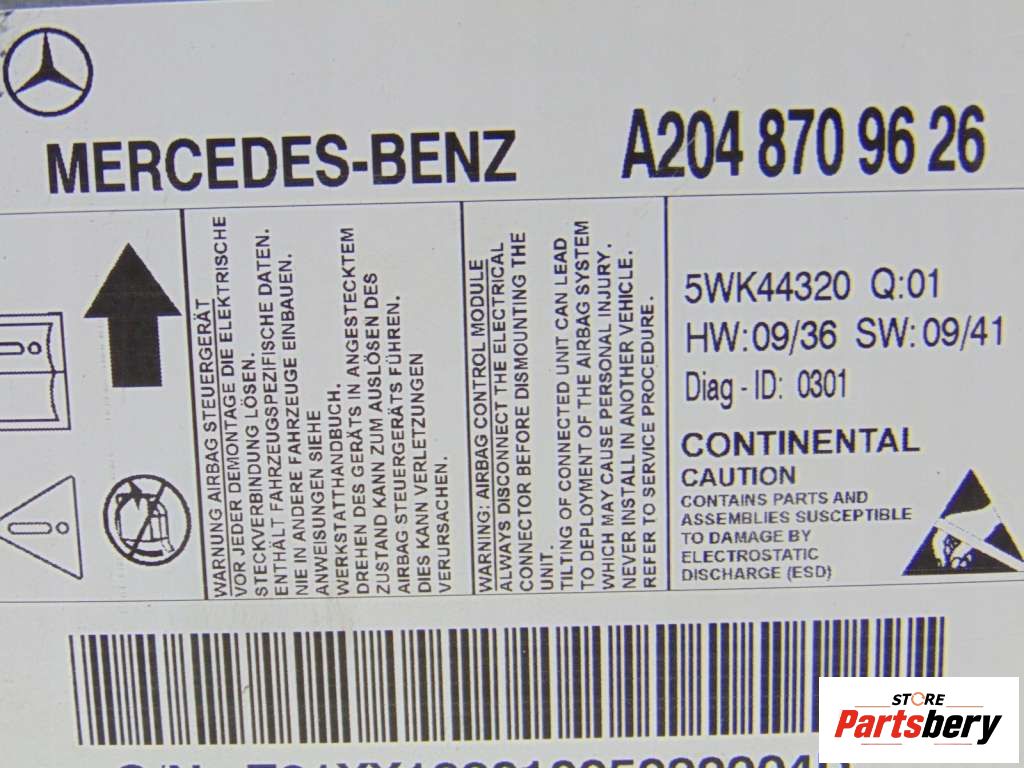 MERCEDES-BENZ
A204 870 96 26
WARNUNG AIRBAG STEUERGERÄT
VOR JEDER DEMONTAGE DIE ELEKTRISCHE
STECKVERBINDUNG LÖSEN.
ENTHÄLT FAHRZEUGSPEZIFISCHE DATEN.
NIE IN ANDERE FAHRZEUGE EINBAUEN.
ANWEISUNGEN SIEHE
WERKSTATTHANDBUCH.
DREHEN DES GERÄTS IN ANGESTECKTEM
ZUSTAND KANN ZUM AUSLÖSEN DES
AIRBAG STEUERGERÄTS FÜHREN.
DIES KANN VERLETZUNGEN
VERURSACHEN.
WARNING: AIRBAG CONTROL MODULE
ALWAYS DISCONNECT THE ELECTRICAL
CONNECTOR BEFORE DISMOUNTING THE
UNIT.
TILTING OF CONNECTED UNIT CAN LEAD
TO DEPLOYMENT OF THE AIRBAG SYSTEM
WHICH MAY CAUSE PERSONAL INJURY.
NEVER INSTALL IN ANOTHER VEHICLE.
REFER TO SERVICE PROCEDURE.
5WK44320 Q:01
HW:09/36 SW:09/41
Diag - ID: 0301
CONTINENTAL
CAUTION
CONTAINS PARTS AND
ASSEMBLIES SUSCEPTIBLE
TO DAMAGE BY
ELECTROSTATIC
DISCHARGE (ESD)
STORE
Partsbery